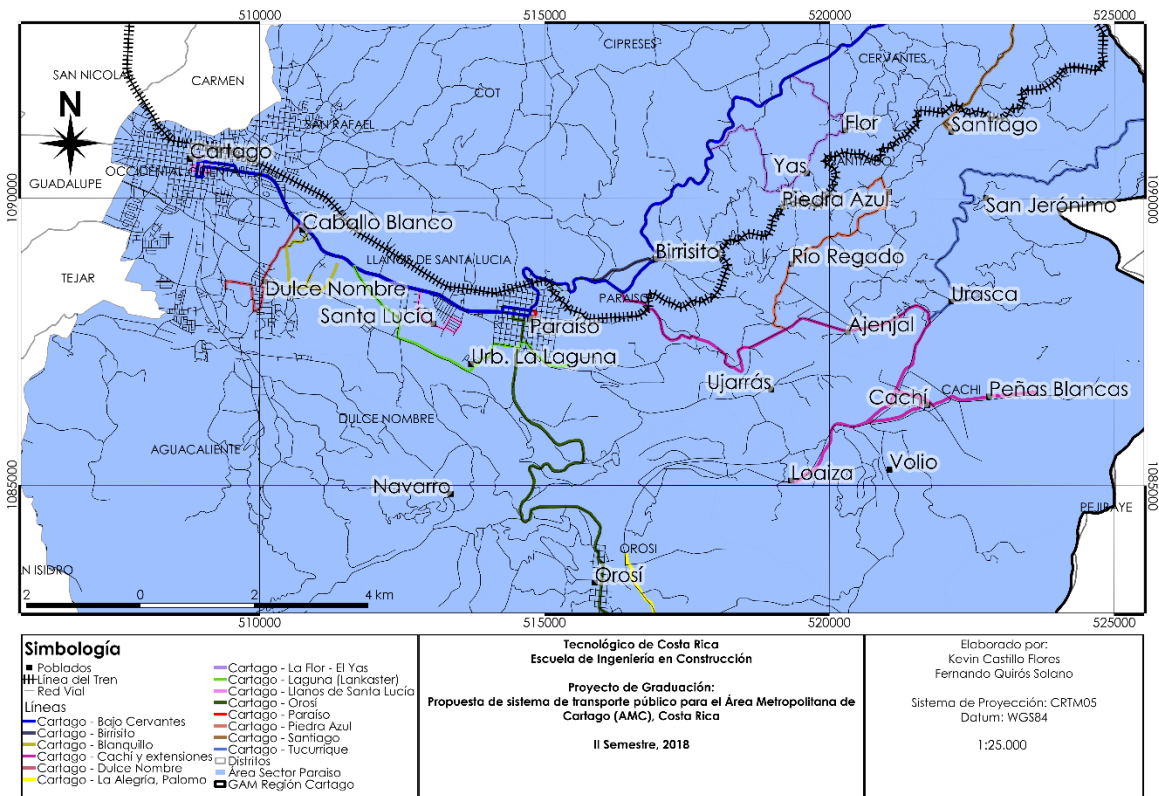 510000
515000
520000
525000
CIPRESES
CERVANTES
SAN NICOLA
CARMEN
COT
N
SAN RAFAEL
Flor
Santiago
Cartago
OCCIDENTAL
ORIENTAL
Yas
GUADALUPE
Piedra Azul
San Jerónimo
1090000
1090000
Caballo Blanco
LLANOS DE SANTA LUCIA
Birrisito
Río Regado
TEJAR
Dulce Nombre
PARAISO
Urasca
Santa Lucía
Paraíso
Ajenjal
Urb. La Laguna
Ujarrás
Cachí
CACHI
Peñas Blancas
DULCE NOMBRE
AGUACALIENTE
Volio
Loaiza
Navarro
1085000
1085000
PEJIBAYE
OROSI
AN ISIDRO
Orosí
2 0 2 4 km
510000
515000
520000
525000
Simbología
Poblados
Línea del Tren
Red Vial
Líneas
Cartago - Bajo Cervantes
Cartago - Birrisito
Cartago - Blanquillo
Cartago - Cachí y extensiones
Cartago - Dulce Nombre
Cartago - La Alegría, Palomo
Cartago - La Flor - El Yas
Cartago - Laguna (Lankaster)
Cartago - Llanos de Santa Lucía
Cartago - Orosí
Cartago - Paraíso
Cartago - Piedra Azul
Cartago - Santiago
Cartago - Tucurrique
Distritos
Área Sector Paraiso
GAM Región Cartago
Tecnológico de Costa Rica
Escuela de Ingeniería en Construcción
Proyecto de Graduación:
Propuesta de sistema de transporte público para el Área Metropolitana de
Cartago (AMC), Costa Rica
II Semestre, 2018
Elaborado por:
Kevin Castillo Flores
Fernando Quirós Solano
Sistema de Proyección: CRTM05
Datum: WGS84
1:25.000